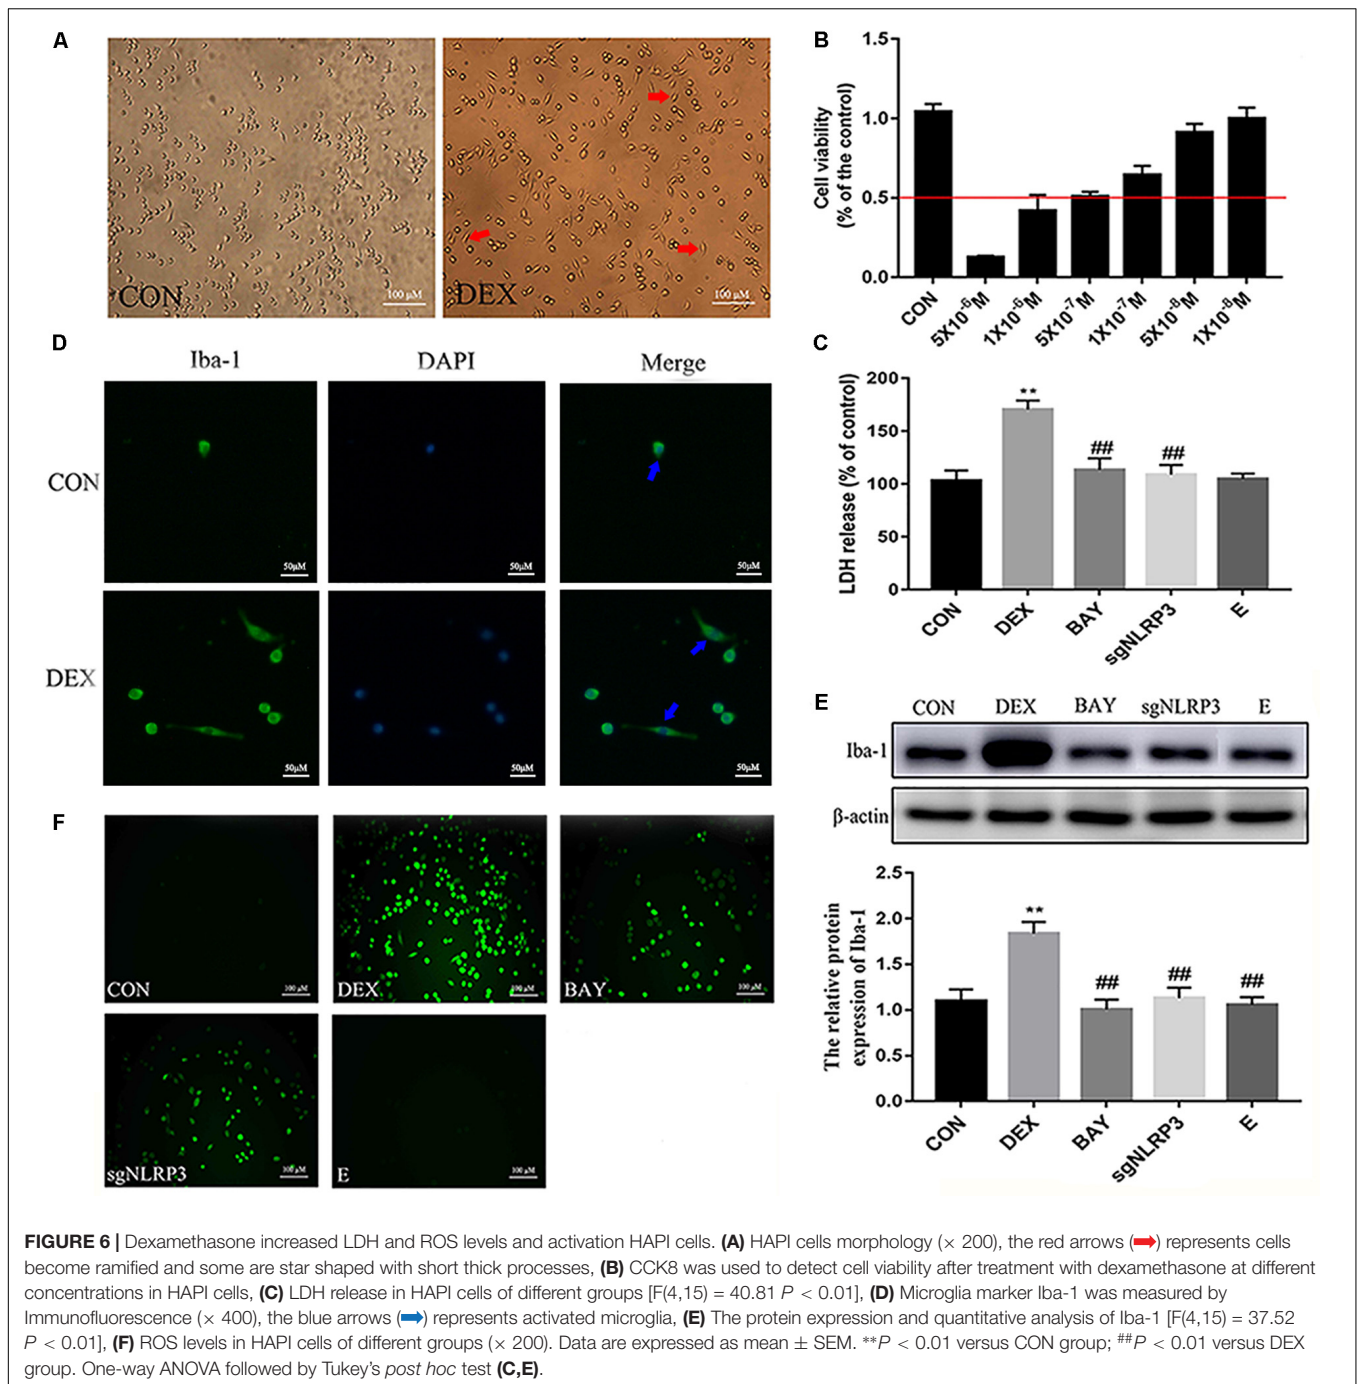 A
CON
100 μM
DEX
100 μM
B
Cell viability
(% of the control)
1.5
1.0
0.5
0.0
CON
5X10⁻⁶M
1X10⁻⁶M
5X10⁻⁷M
1X10⁻⁷M
5X10⁻⁸M
1X10⁻⁸M
C
LDH release (% of control)
200
150
100
50
0
**
##
##
CON
DEX
BAY
sgNLRP3
E
D
Iba-1 DAPI Merge
CON
50μM
50μM
50μM
DEX
50μM
50μM
50μM
E
CON DEX BAY sgNLRP3 E
Iba-1
β-actin
The relative protein
expression of Iba-1
2.5
2.0
1.5
1.0
0.5
0.0
**
##
##
##
CON
DEX
BAY
sgNLRP3
E
F
CON
100 μM
DEX
100 μM
BAY
100 μM
sgNLRP3
100 μM
E
100 μM
FIGURE 6 | Dexamethasone increased LDH and ROS levels and activation HAPI cells. (A) HAPI cells morphology (× 200), the red arrows (➡) represents cells
become ramified and some are star shaped with short thick processes, (B) CCK8 was used to detect cell viability after treatment with dexamethasone at different
concentrations in HAPI cells, (C) LDH release in HAPI cells of different groups [F(4,15) = 40.81 P < 0.01], (D) Microglia marker Iba-1 was measured by
Immunofluorescence (× 400), the blue arrows (➡) represents activated microglia, (E) The protein expression and quantitative analysis of Iba-1 [F(4,15) = 37.52
P < 0.01], (F) ROS levels in HAPI cells of different groups (× 200). Data are expressed as mean ± SEM. **P < 0.01 versus CON group; ##P < 0.01 versus DEX
group. One-way ANOVA followed by Tukey's post hoc test (C,E).